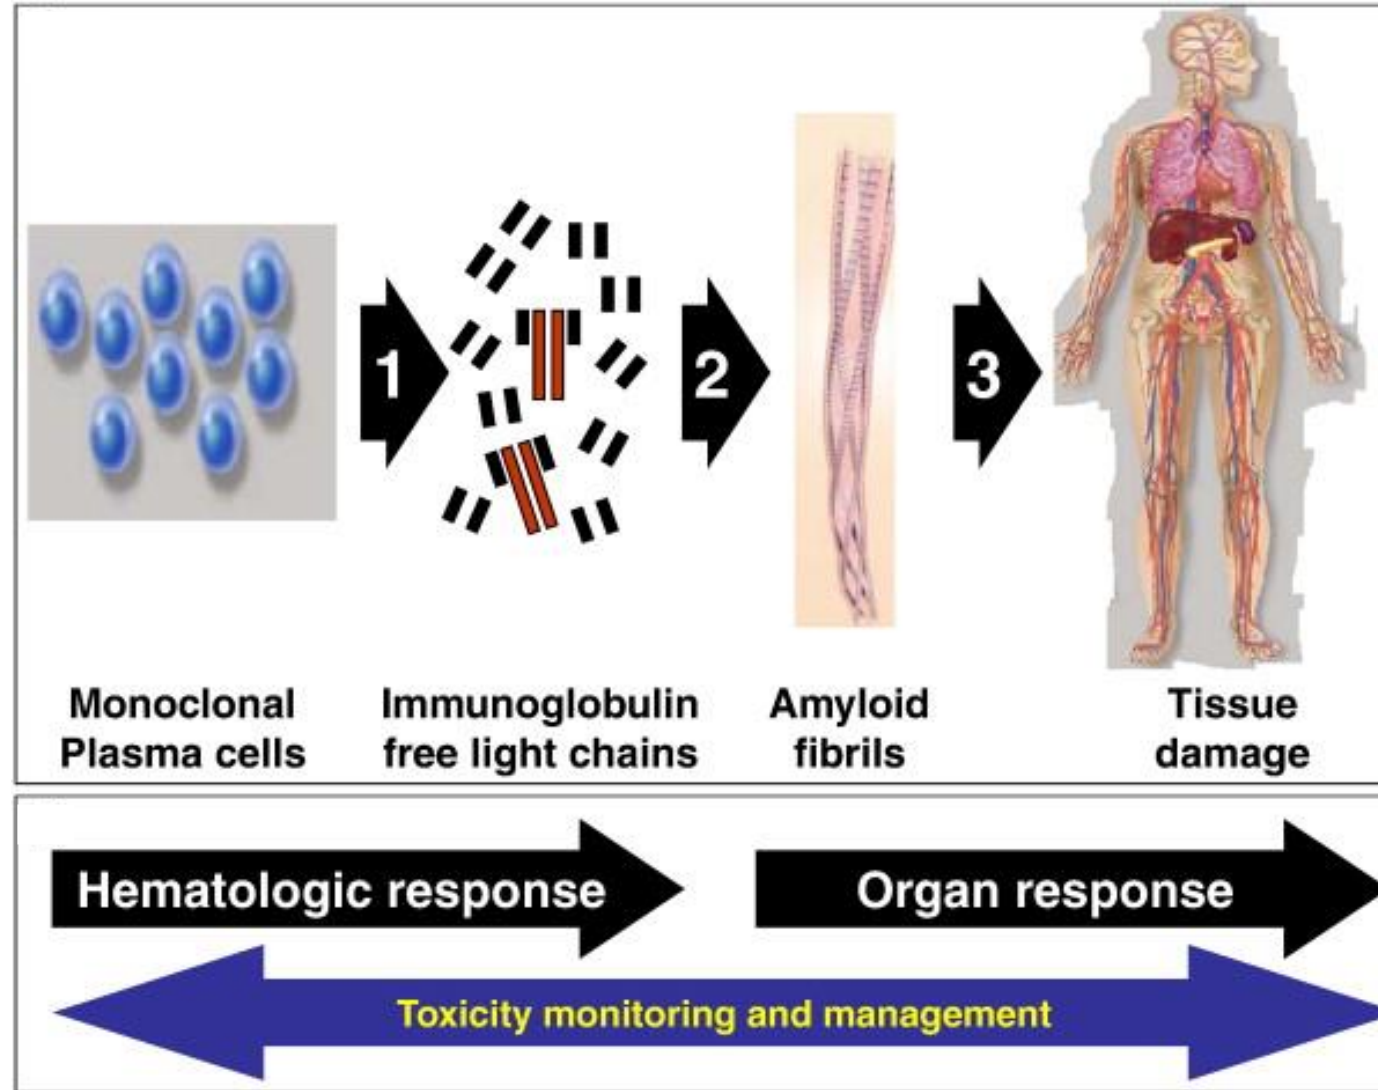 1
2
3
Monoclonal
Plasma cells
Immunoglobulin
free light chains
Amyloid
fibrils
Tissue
damage
Hematologic response
Organ response
Toxicity monitoring and management